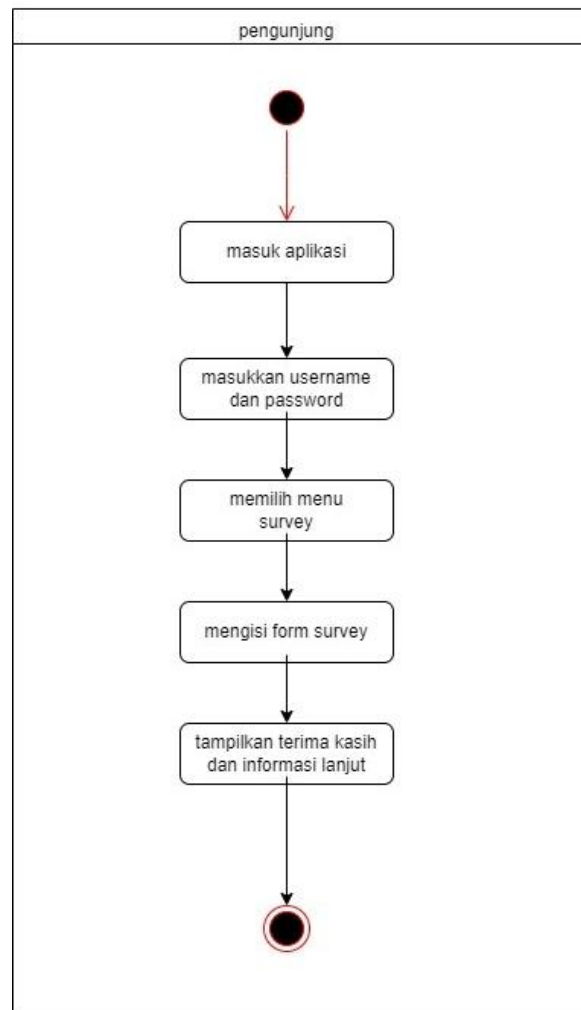 pengunjung
masuk aplikasi
masukkan username
dan password
memilih menu
survey
mengisi form survey
tampilkan terima kasih
dan informasi lanjut